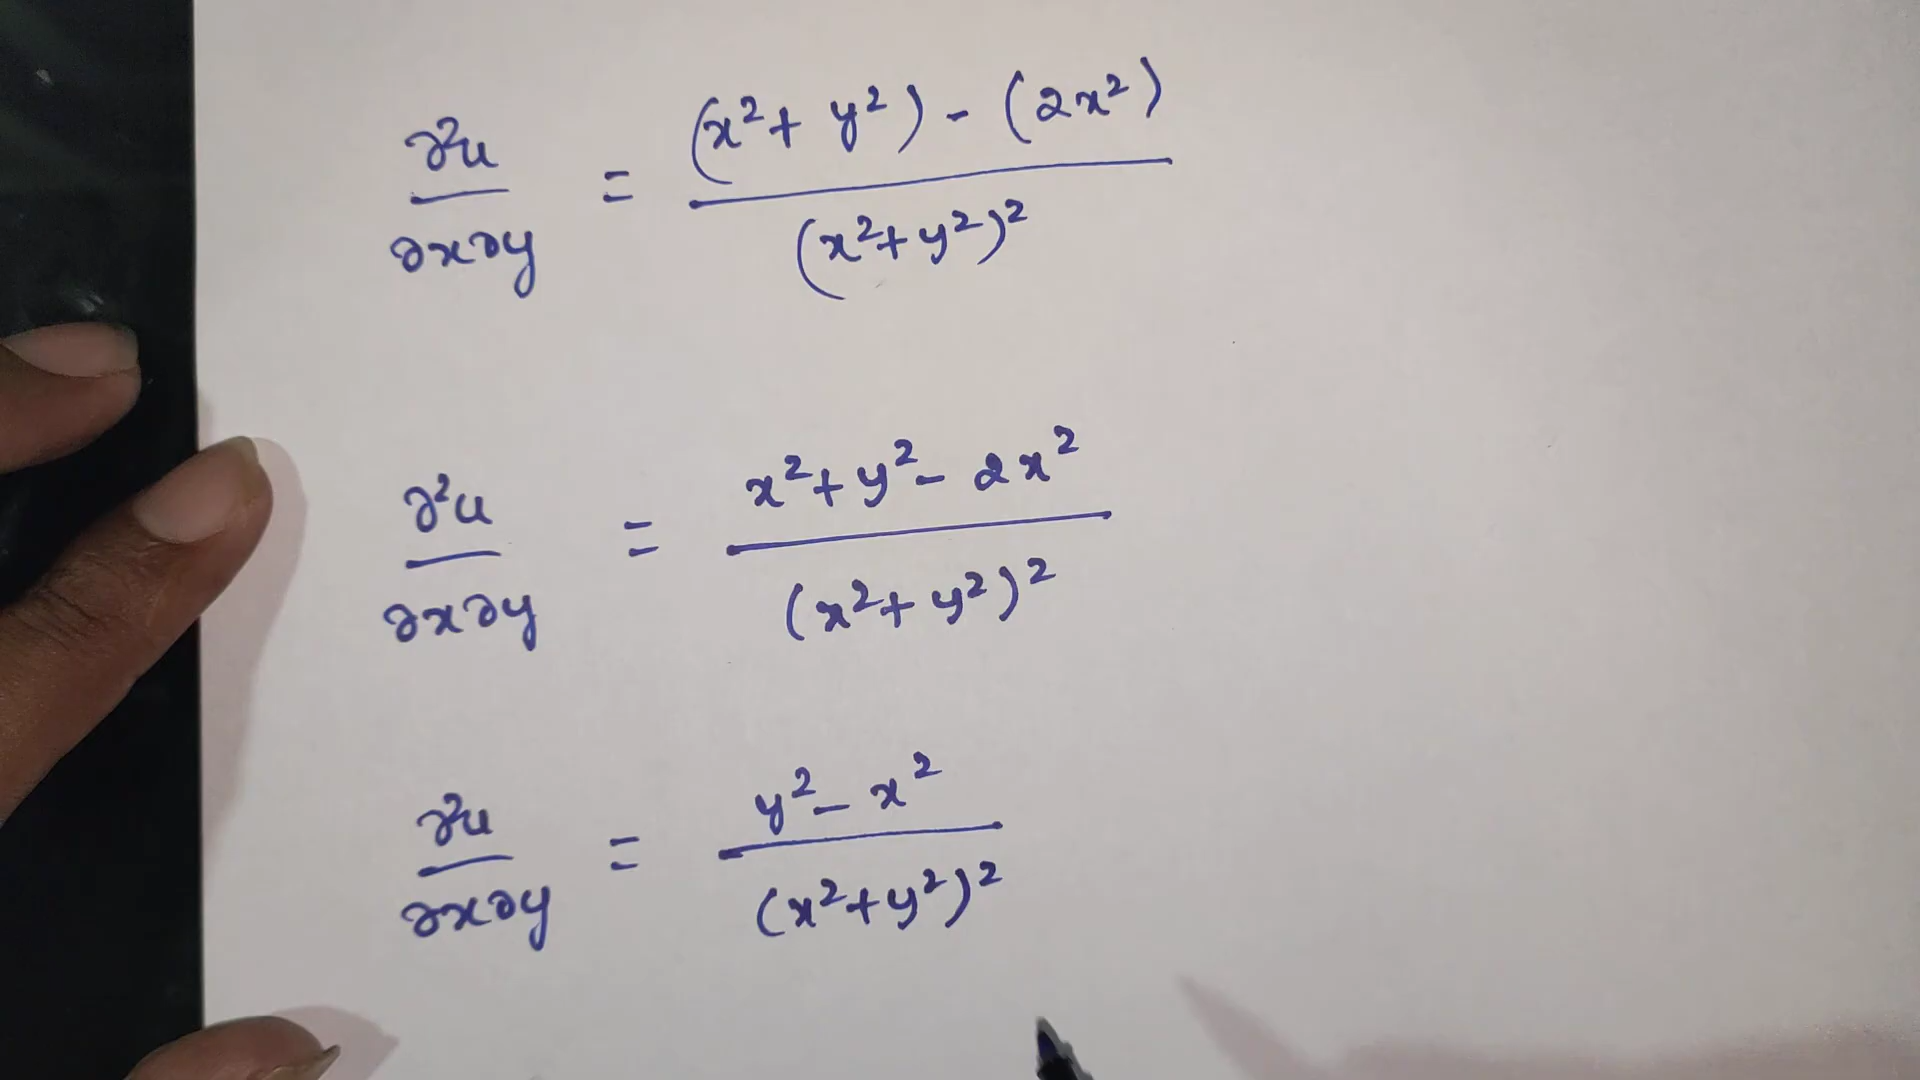 ∂²u/∂x∂y = (x² + y²) - (2x²) / (x² + y²)²
∂²u/∂x∂y = x² + y² - 2x² / (x² + y²)²
∂²u/∂x∂y = y² - x² / (x² + y²)²